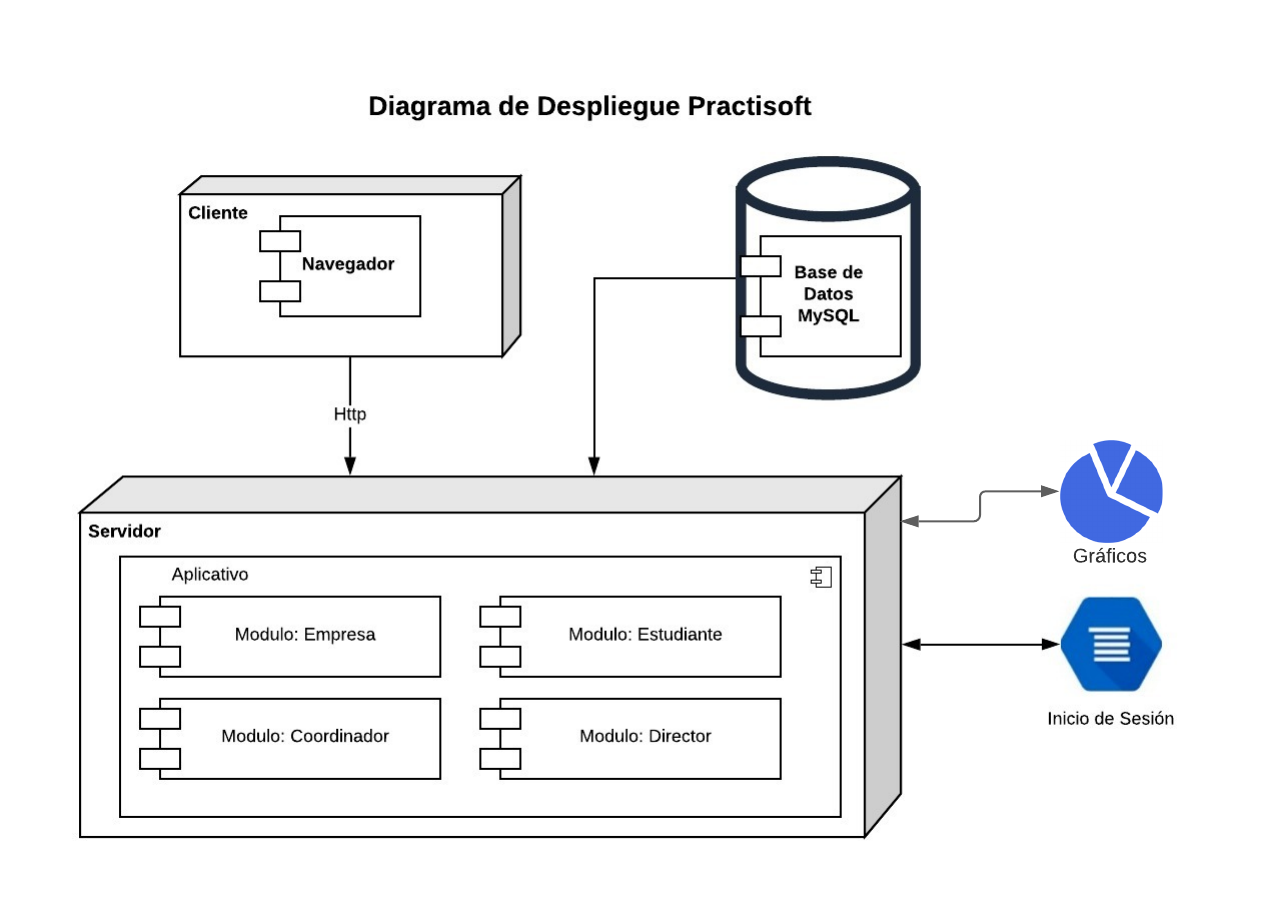 Diagrama de Despliegue Practisoft
Cliente
Navegador
Base de
Datos
MySQL
Http
Servidor
Aplicativo
Modulo: Empresa
Modulo: Estudiante
Modulo: Coordinador
Modulo: Director
Gráficos
Inicio de Sesión